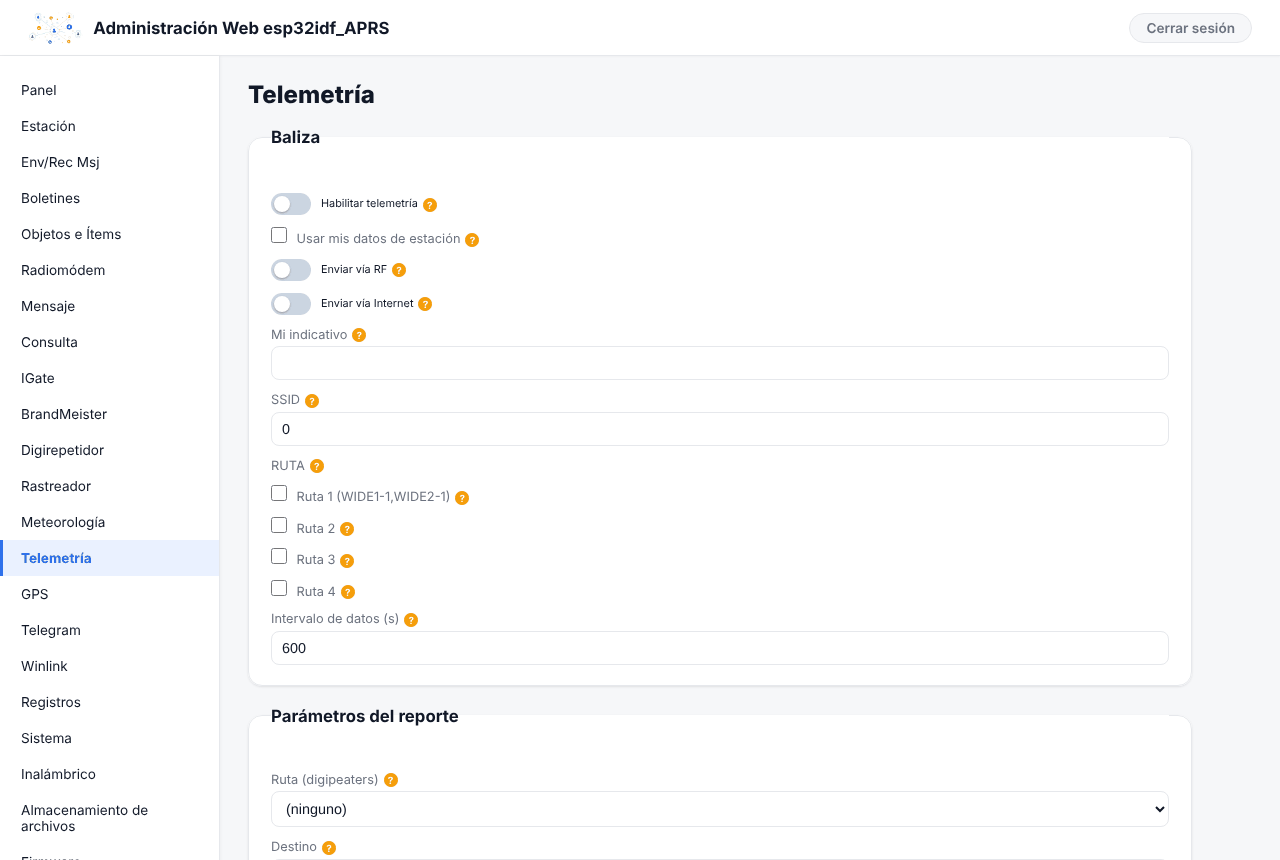 Administración Web esp32idf_APRS
Cerrar sesión
Panel
Estación
Env/Rec Msj
Boletines
Objetos e Ítems
Radiomódem
Mensaje
Consulta
IGate
BrandMeister
Digirepetidor
Rastreador
Meteorología
Telemetría
GPS
Telegram
Winlink
Registros
Sistema
Inalámbrico
Almacenamiento de
archivos
Telemetría
Baliza
Habilitar telemetría ?
Usar mis datos de estación ?
Enviar vía RF ?
Enviar vía Internet ?
Mi indicativo ?
SSID ?
0
RUTA ?
Ruta 1 (WIDE1-1,WIDE2-1) ?
Ruta 2 ?
Ruta 3 ?
Ruta 4 ?
Intervalo de datos (s) ?
600
Parámetros del reporte
Ruta (digipeaters) ?
(ninguno)
Destino ?